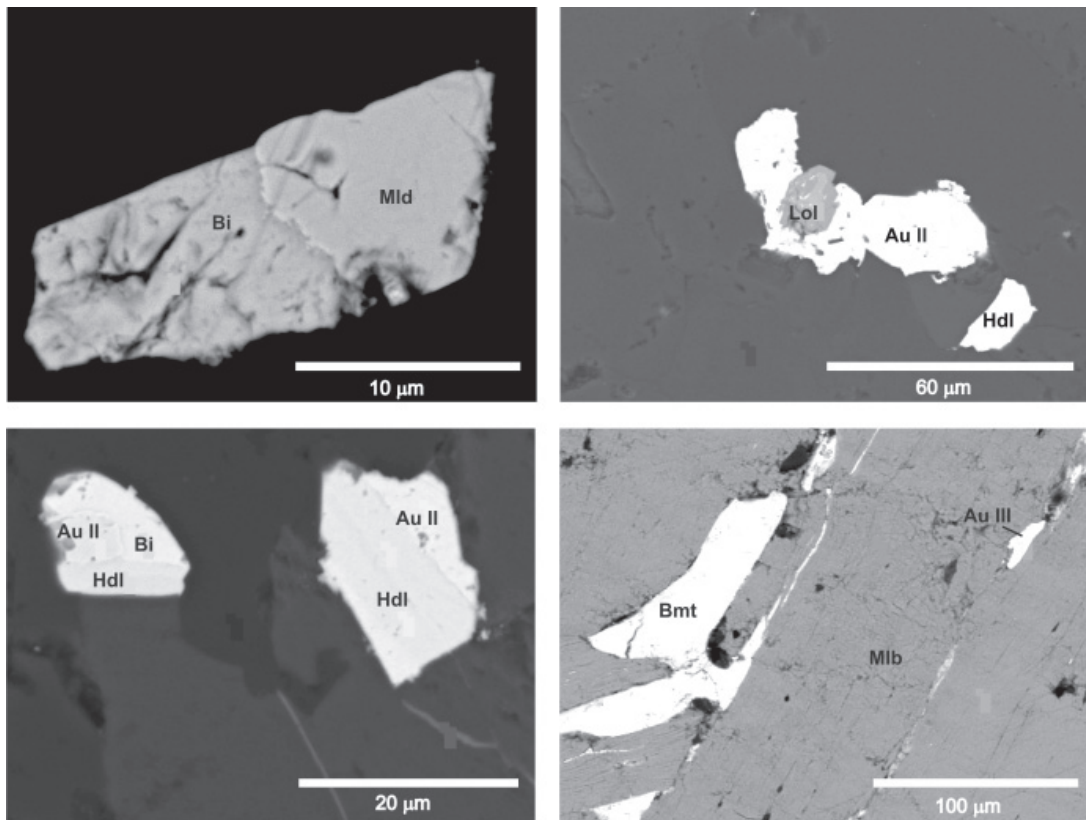 Bi
Mld
10 µm
Lol
Au II
Hdl
60 µm
Au II
Bi
Hdl
Au II
Hdl
20 µm
Au III
Bmt
Mlb
100 µm